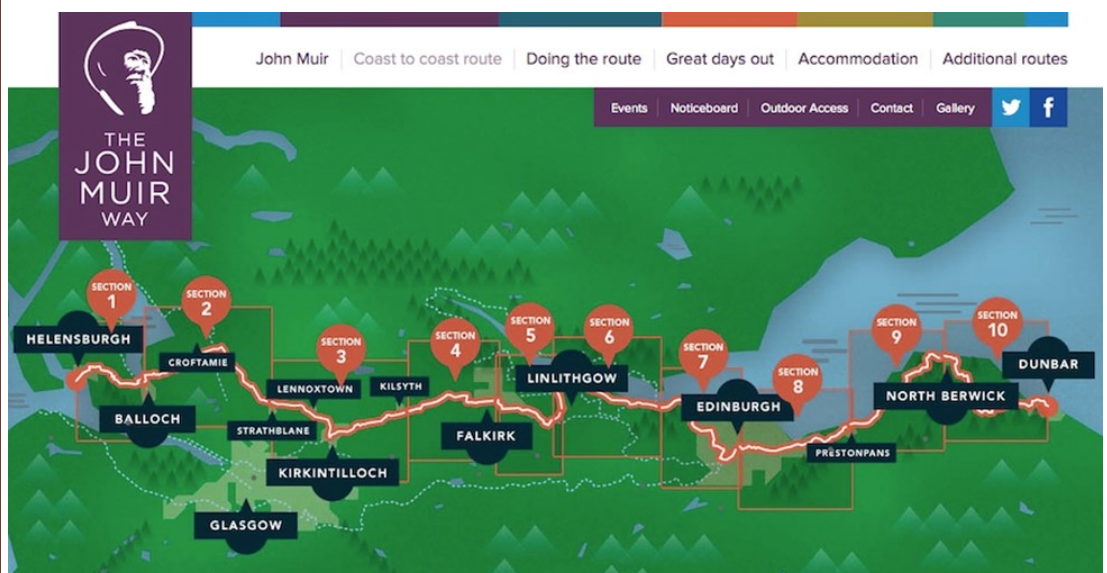 THE
JOHN
MUIR
WAY
John Muir
Coast to coast route
Doing the route
Great days out
Accommodation
Additional routes
Events
Noticeboard
Outdoor Access
Contact
Gallery
SECTION
1
SECTION
2
SECTION
3
SECTION
4
SECTION
5
SECTION
6
SECTION
7
SECTION
8
SECTION
9
SECTION
10
HELENSBURGH
CROFTAMIE
BALLOCH
LENNOXTOWN
KILSYTH
STRATHBLANE
KIRKINTILLOCH
GLASGOW
FALKIRK
LINLITHGOW
EDINBURGH
PRESTONPANS
NORTH BERWICK
DUNBAR